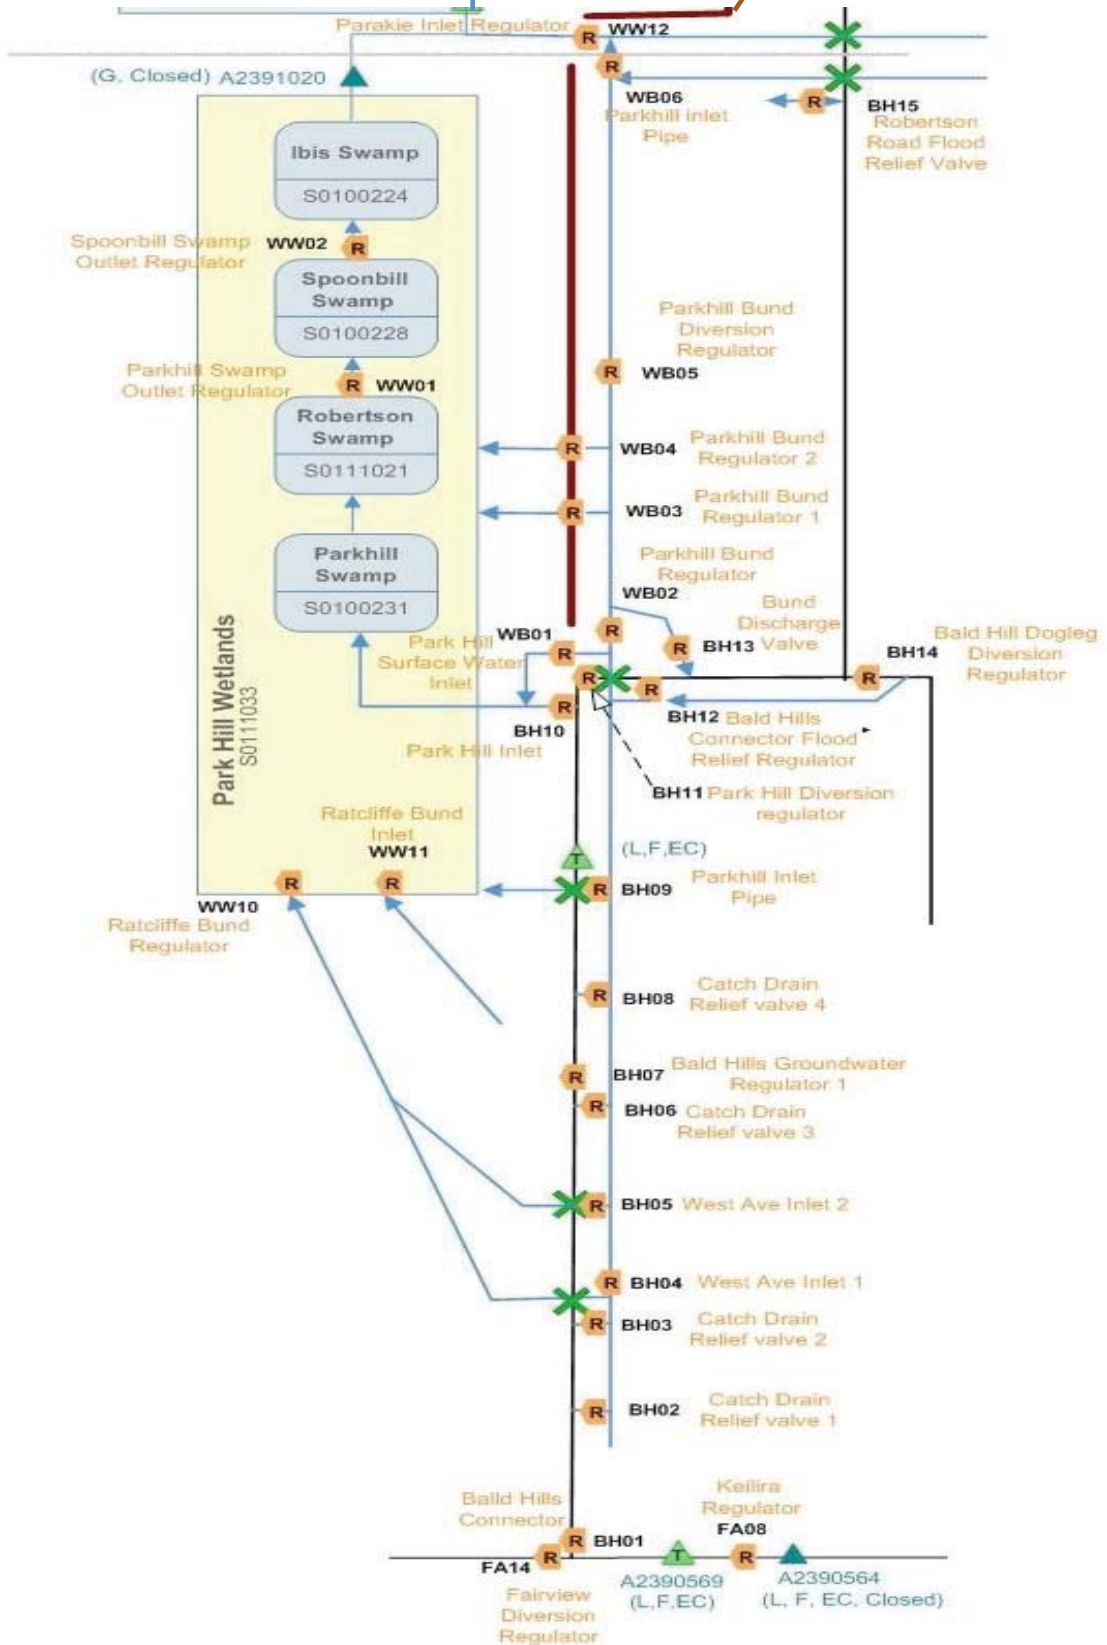 Parakie Inlet Regulator
R
WW12
R
(G, Closed) A2391020
WB06
Parkhill inlet
Pipe
R
BH15
Robertson
Road Flood
Relief Valve
Ibis Swamp
S0100224
Spoonbill Swamp
Outlet Regulator
WW02
R
Spoonbill
Swamp
S0100228
Parkhill Bund
Diversion
Regulator
R
WB05
Parkhill Swamp
Outlet Regulator
R
WW01
Robertson
Swamp
S0111021
R
WB04
Parkhill Bund
Regulator 2
R
WB03
Parkhill Bund
Regulator 1
Parkhill
Swamp
S0100231
Parkhill Bund
Regulator
WB02
R
Bund
Discharge
Valve
R
BH13
Park Hill Wetlands
S0111033
WB01
R
Park Hill
Surface Water
Inlet
Bald Hill Dogleg
Diversion
Regulator
BH14
R
R
R
BH12 Bald Hills
Connector Flood
Relief Regulator
R
BH10
Park Hill Inlet
BH11 Park Hill Diversion
regulator
Ratcliffe Bund
Inlet
WW11
R
R
WW10
Ratcliffe Bund
Regulator
T
(L,F,EC)
R
BH09
Parkhill Inlet
Pipe
R
BH08
Catch Drain
Relief valve 4
R
BH07
Bald Hills Groundwater
Regulator 1
R
BH06 Catch Drain
Relief valve 3
R
BH05 West Ave Inlet 2
R
BH04 West Ave Inlet 1
R
BH03
Catch Drain
Relief valve 2
R
BH02
Catch Drain
Relief valve 1
Balld Hills
Connector
R
BH01
Keilira
Regulator
FA08
R
FA14
R
T
Fairview
Diversion
Regulator
A2390569
(L,F,EC)
A2390564
(L, F, EC, Closed)